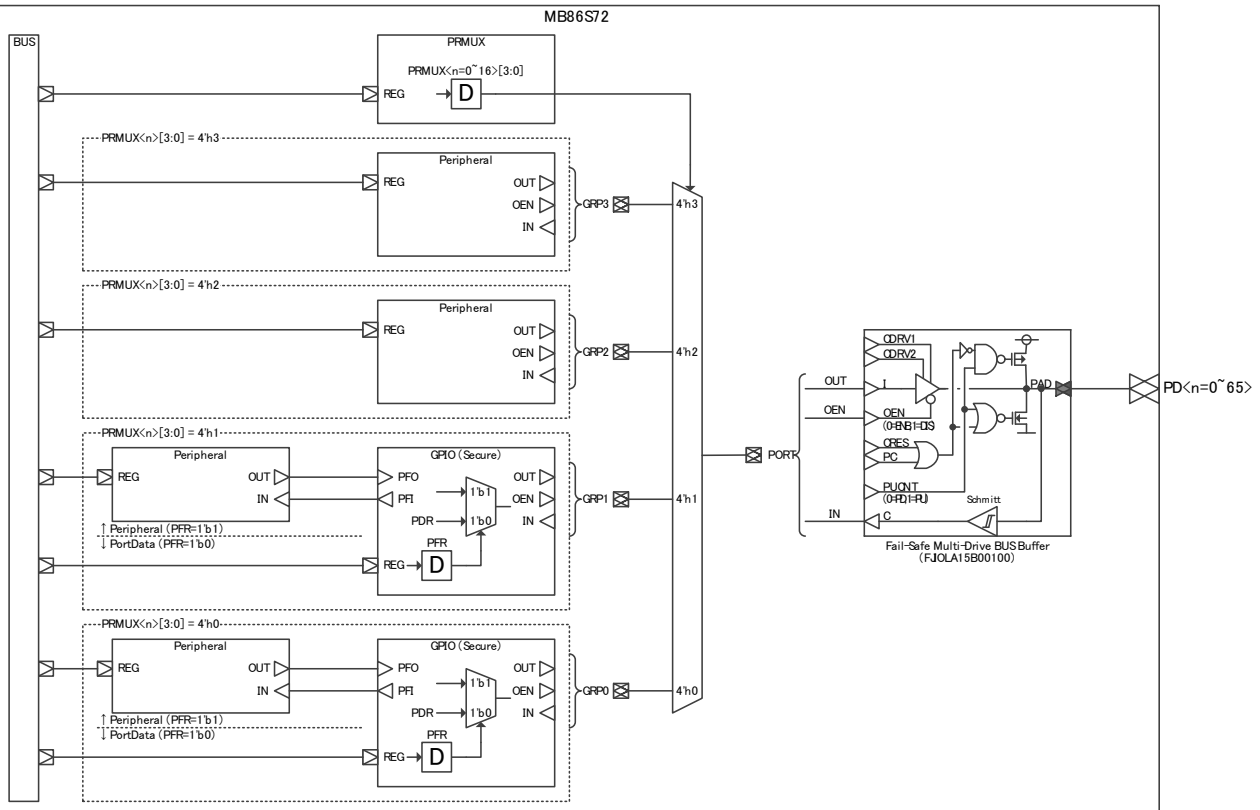 MB86S72
BUS
PRMUX
PRMUX<n=0~16>[3:0]
REG
D
PRMUX<n>[3:0] = 4'h3
Peripheral
REG
OUT
OEN
IN
GRP3
4'h3
PRMUX<n>[3:0] = 4'h2
Peripheral
REG
OUT
OEN
IN
GRP2
4'h2
ODRV1
ODRV2
OUT
I
PAD
PD<n=0~65>
OEN
OEN
(0=ENB,1=DIS)
CRES
PC
PORT
PUCNT
(0=PD,1=PU)
Schmitt
IN
C
Fail-Safe Multi-Drive BUS Buffer
(FJIOLA15B00100)
PRMUX<n>[3:0] = 4'h1
Peripheral
GPIO (Secure)
REG
OUT
IN
PFO
PFI
1'b1
PDR
1'b0
OUT
OEN
IN
GRP1
4'h1
↑ Peripheral (PFR=1'b1)
↓ PortData (PFR=1'b0)
PFR
REG
D
PRMUX<n>[3:0] = 4'h0
Peripheral
GPIO (Secure)
REG
OUT
IN
PFO
PFI
1'b1
PDR
1'b0
OUT
OEN
IN
GRP0
4'h0
↑ Peripheral (PFR=1'b1)
↓ PortData (PFR=1'b0)
PFR
REG
D